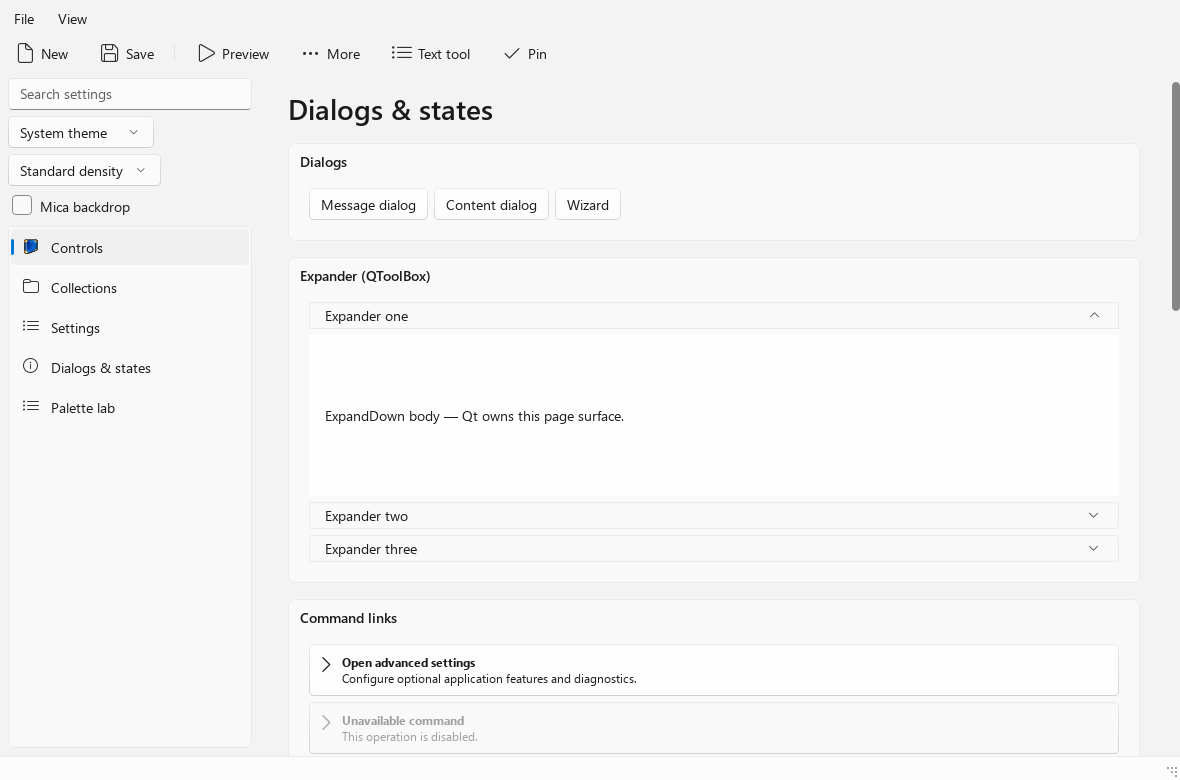 File
View
New
Save
Preview
More
Text tool
Pin
Search settings
System theme
Standard density
Mica backdrop
Controls
Collections
Settings
Dialogs & states
Palette lab
Dialogs & states
Dialogs
Message dialog
Content dialog
Wizard
Expander (QToolBox)
Expander one
ExpandDown body — Qt owns this page surface.
Expander two
Expander three
Command links
Open advanced settings
Configure optional application features and diagnostics.
Unavailable command
This operation is disabled.